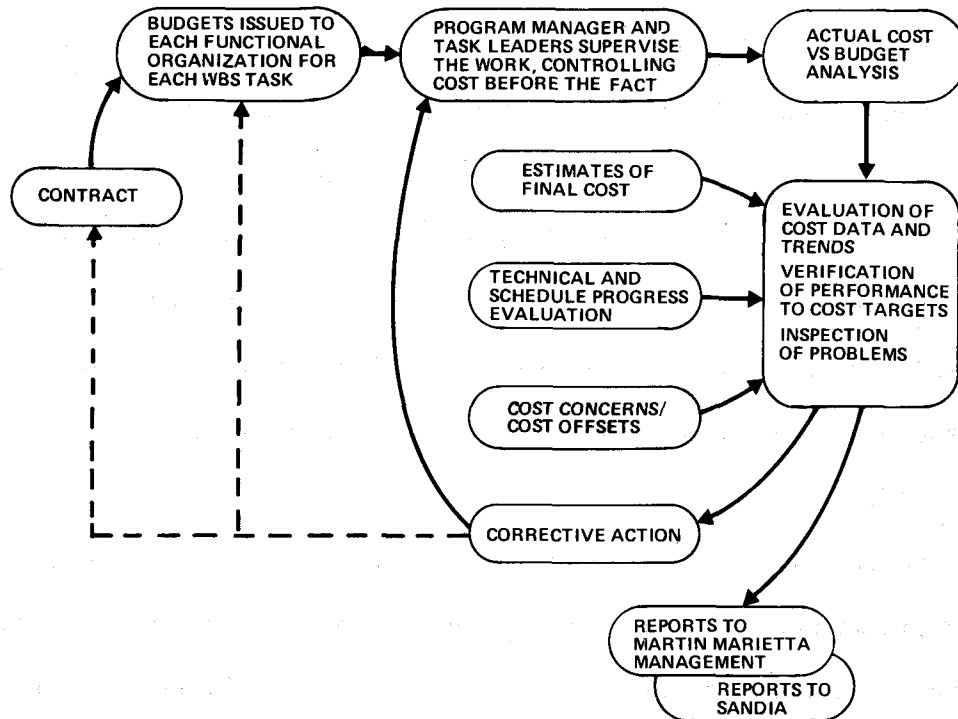 BUDGETS ISSUED TO
EACH FUNCTIONAL
ORGANIZATION FOR
EACH WBS TASK
PROGRAM MANAGER AND
TASK LEADERS SUPERVISE
THE WORK, CONTROLLING
COST BEFORE THE FACT
ACTUAL COST
VS BUDGET
ANALYSIS
CONTRACT
ESTIMATES OF
FINAL COST
EVALUATION OF
COST DATA AND
TRENDS
VERIFICATION
OF PERFORMANCE
TO COST TARGETS
INSPECTION
OF PROBLEMS
TECHNICAL AND
SCHEDULE PROGRESS
EVALUATION
COST CONCERNS/
COST OFFSETS
CORRECTIVE ACTION
REPORTS TO
MARTIN MARIETTA
MANAGEMENT
REPORTS TO
SANDIA